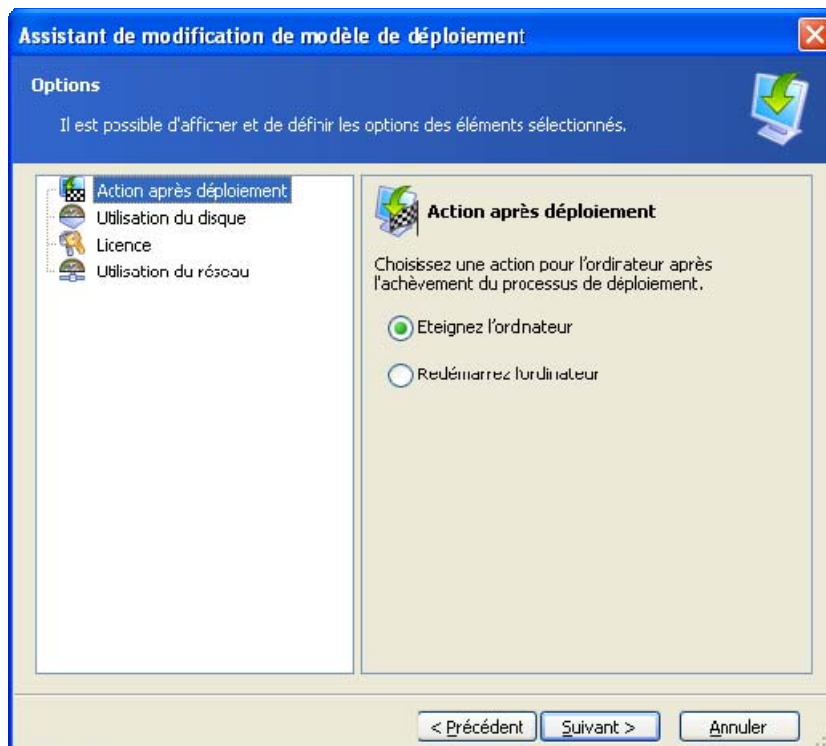 Assistant de modification de modèle de déploiement
Options
Il est possible d'afficher et de définir les options des éléments sélectionnés.
Action après déploiement
Utilisation du disque
Licence
Utilisation du réseau
Action après déploiement
Choisissez une action pour l'ordinateur après
l'achèvement du processus de déploiement.
Eteignez l'ordinateur
Redémarrez l'ordinateur
< Précédent
Suivant >
Annuler